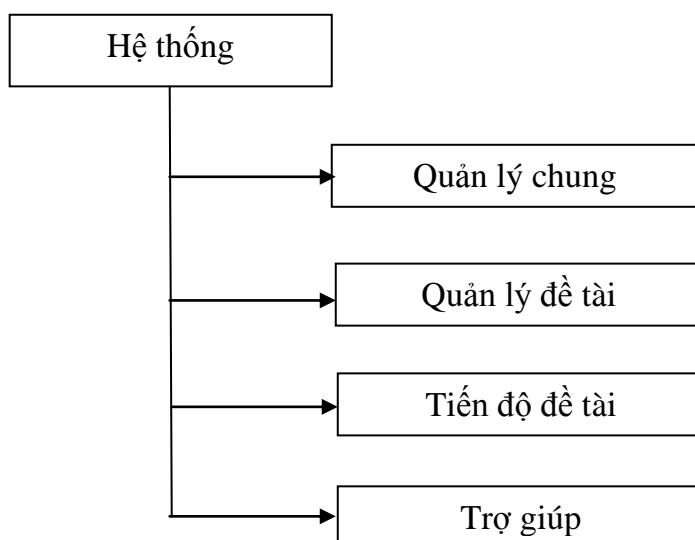 Hệ thống
Quản lý chung
Quản lý đề tài
Tiến độ đề tài
Trợ giúp